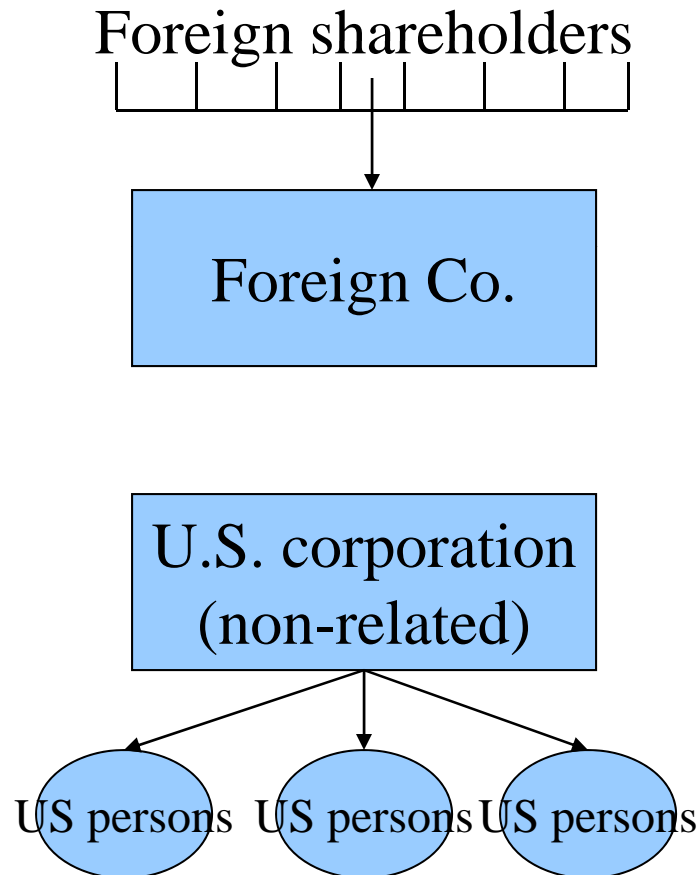 Foreign shareholders
Foreign Co.
U.S. corporation
(non-related)
US persons US persons US persons